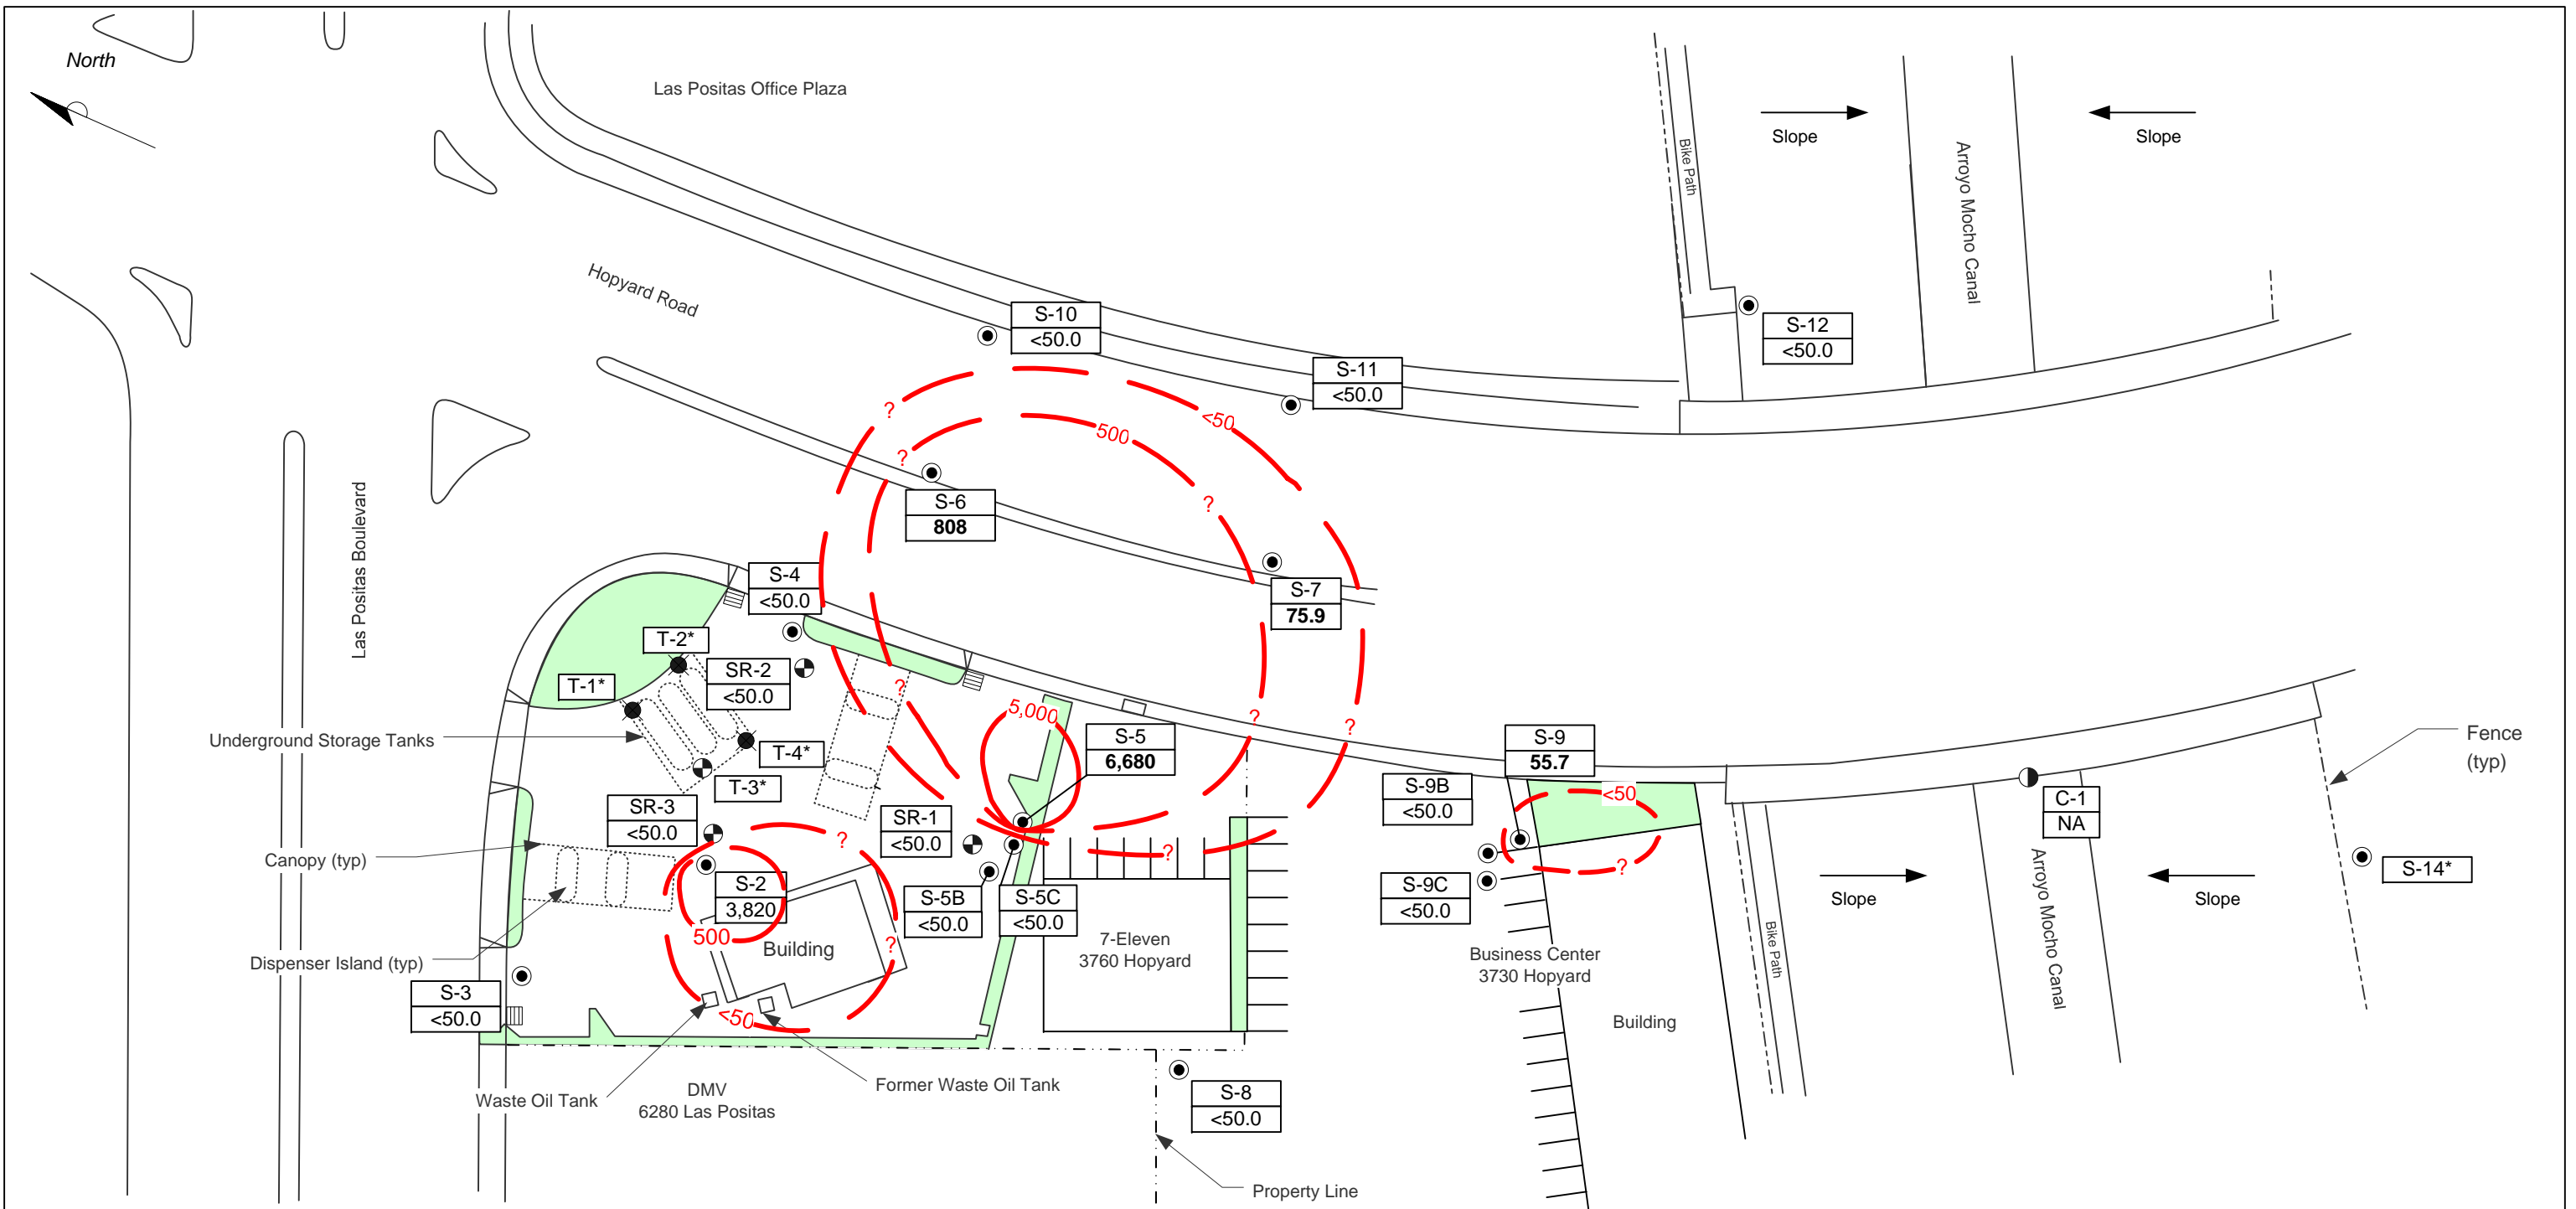 North
Las Positas Office Plaza
Slope
Slope
Bike Path
Arroyo Mocho Canal
Hopyard Road
S-10
<50.0
S-12
<50.0
S-11
<50.0
?
<50
500
?
?
S-6
808
Las Positas Boulevard
S-4
<50.0
S-7
75.9
T-2*
SR-2
<50.0
T-1*
?
5,000
?
?
Underground Storage Tanks
T-4*
S-5
6,680
S-9
55.7
Fence
(typ)
T-3*
S-9B
<50.0
<50
C-1
NA
SR-3
<50.0
SR-1
<50.0
?
?
?
Canopy (typ)
S-14*
S-2
3,820
S-5B
<50.0
S-5C
<50.0
S-9C
<50.0
Slope
Slope
500
Building
?
7-Eleven
3760 Hopyard
Business Center
3730 Hopyard
Bike Path
Arroyo Mocho Canal
Dispenser Island (typ)
S-3
<50.0
<50
Building
Waste Oil Tank
DMV
6280 Las Positas
Former Waste Oil Tank
S-8
<50.0
Property Line